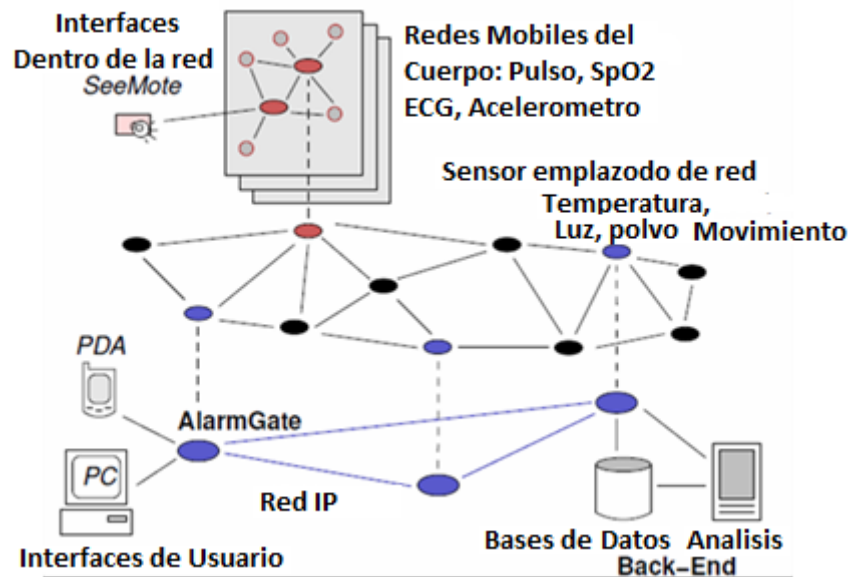 Interfaces
Dentro de la red
SeeMote
Redes Mobiles del
Cuerpo: Pulso, SpO2
ECG, Acelerometro
Sensor emplazodo de red
Temperatura,
Luz, polvo Movimiento
PDA
AlarmGate
PC
Red IP
Interfaces de Usuario
Bases de Datos Analisis
Back-End